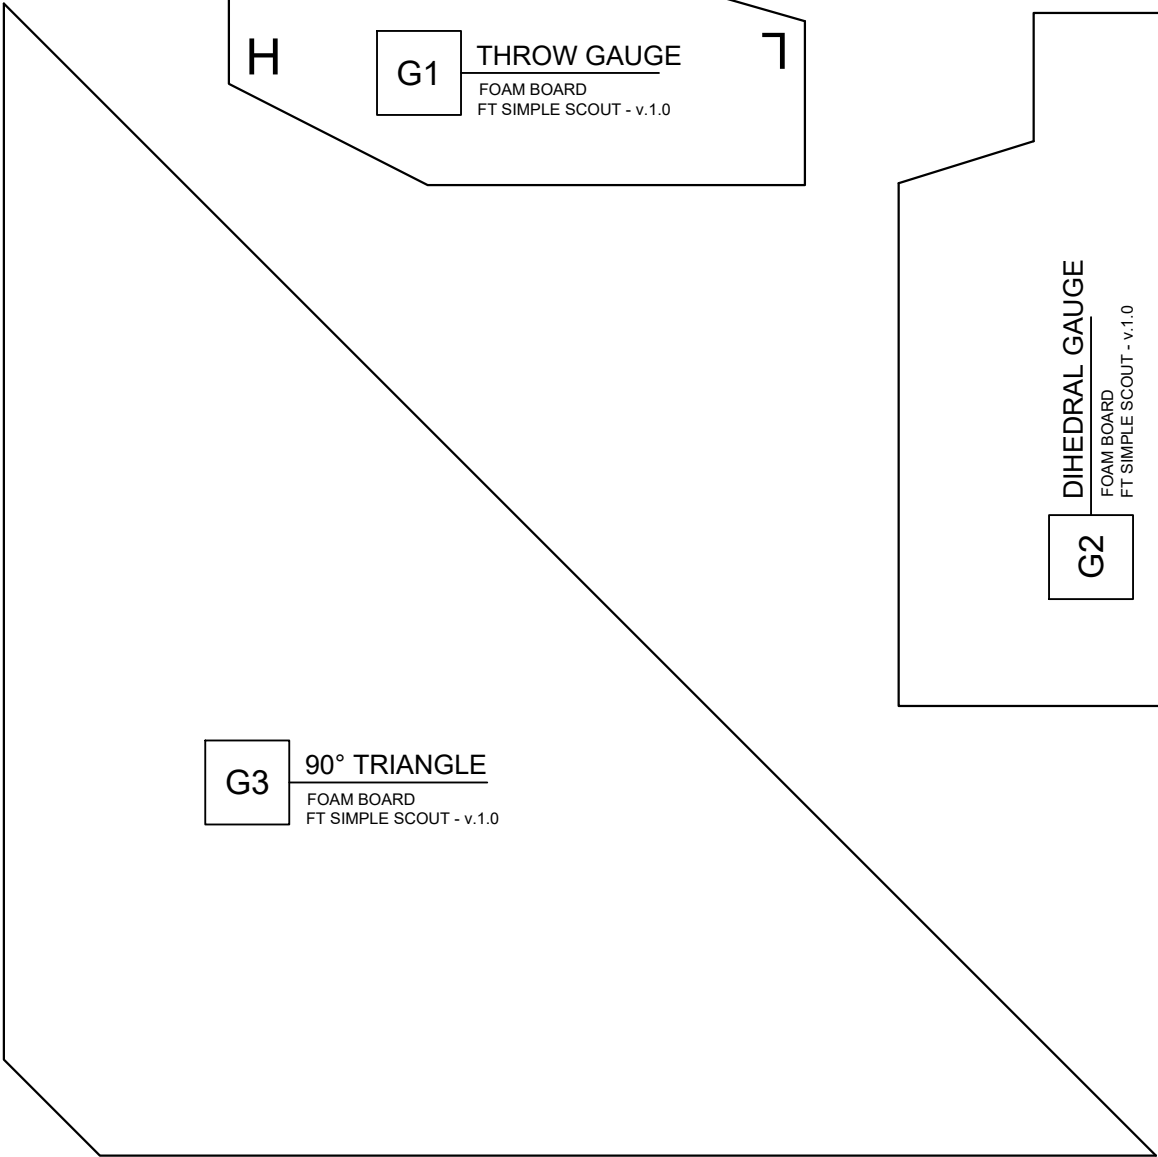 H
G1
THROW GAUGE
FOAM BOARD
FT SIMPLE SCOUT - v.1.0
L
DIHEDRAL GAUGE
FOAM BOARD
FT SIMPLE SCOUT - v.1.0
G2
G3
90° TRIANGLE
FOAM BOARD
FT SIMPLE SCOUT - v.1.0